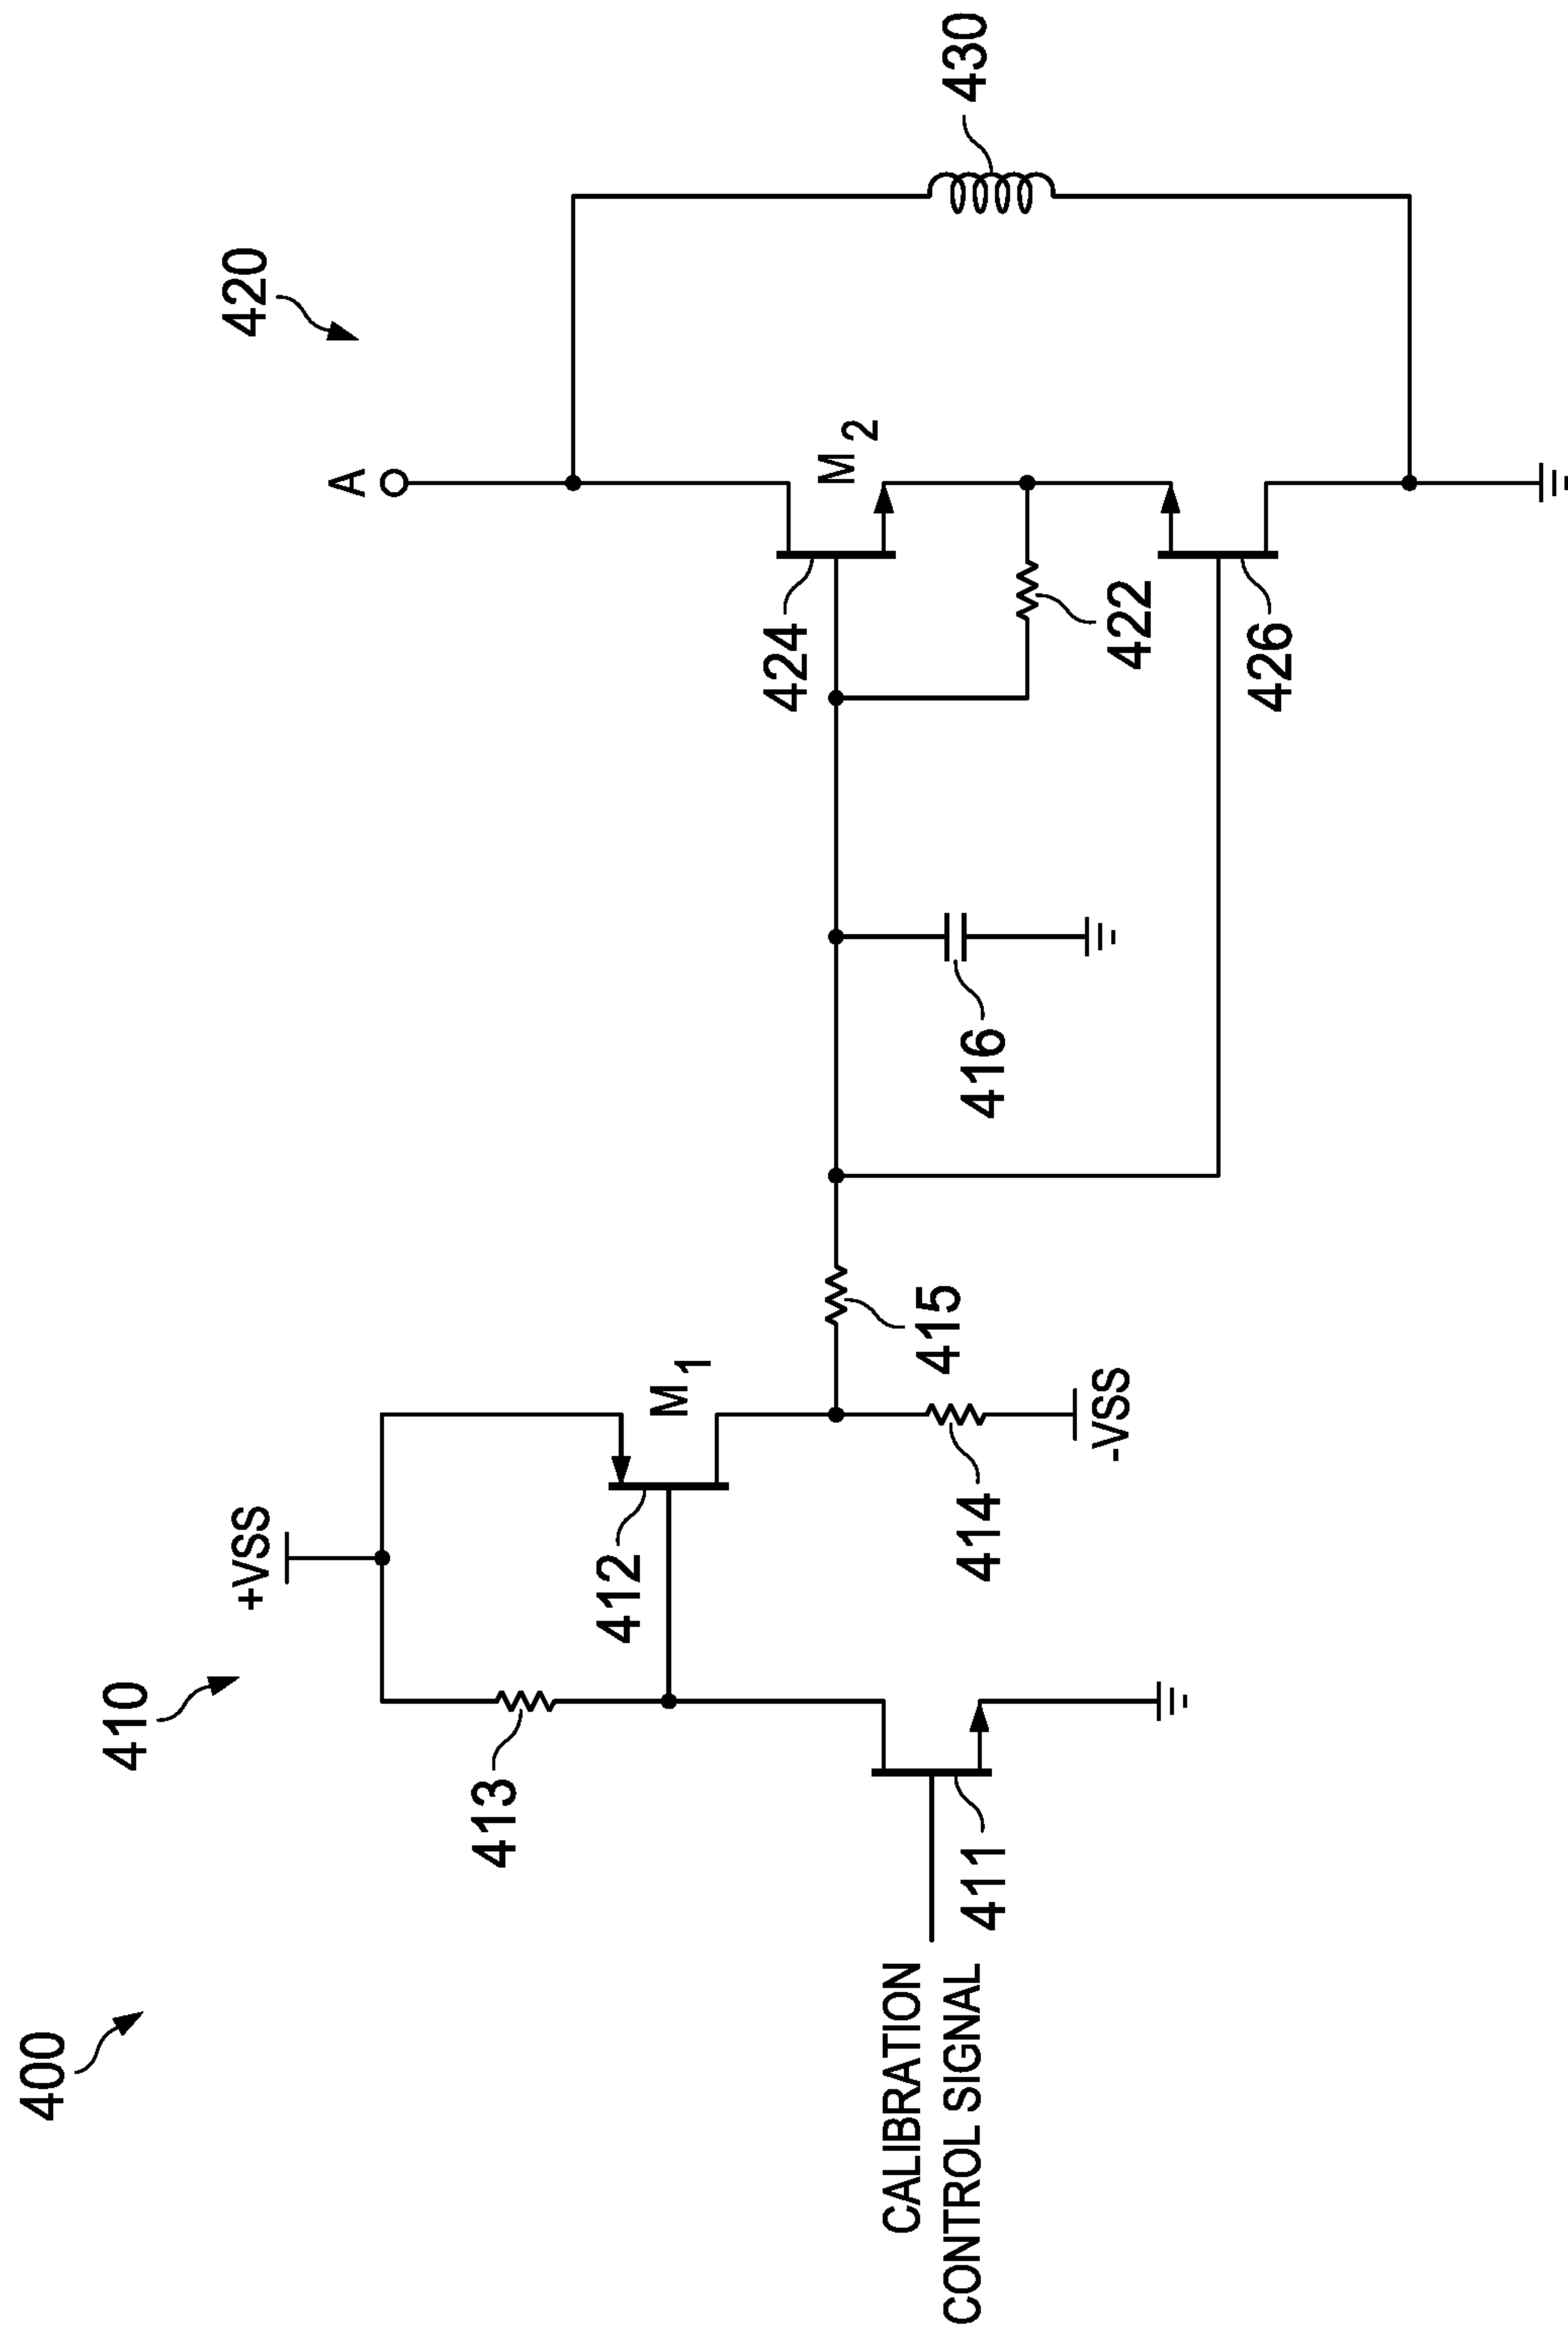 400
410
420
+VSS
A
413
412
M1
M2
424
430
422
CALIBRATION
CONTROL SIGNAL
411
414
415
416
426
-VSS